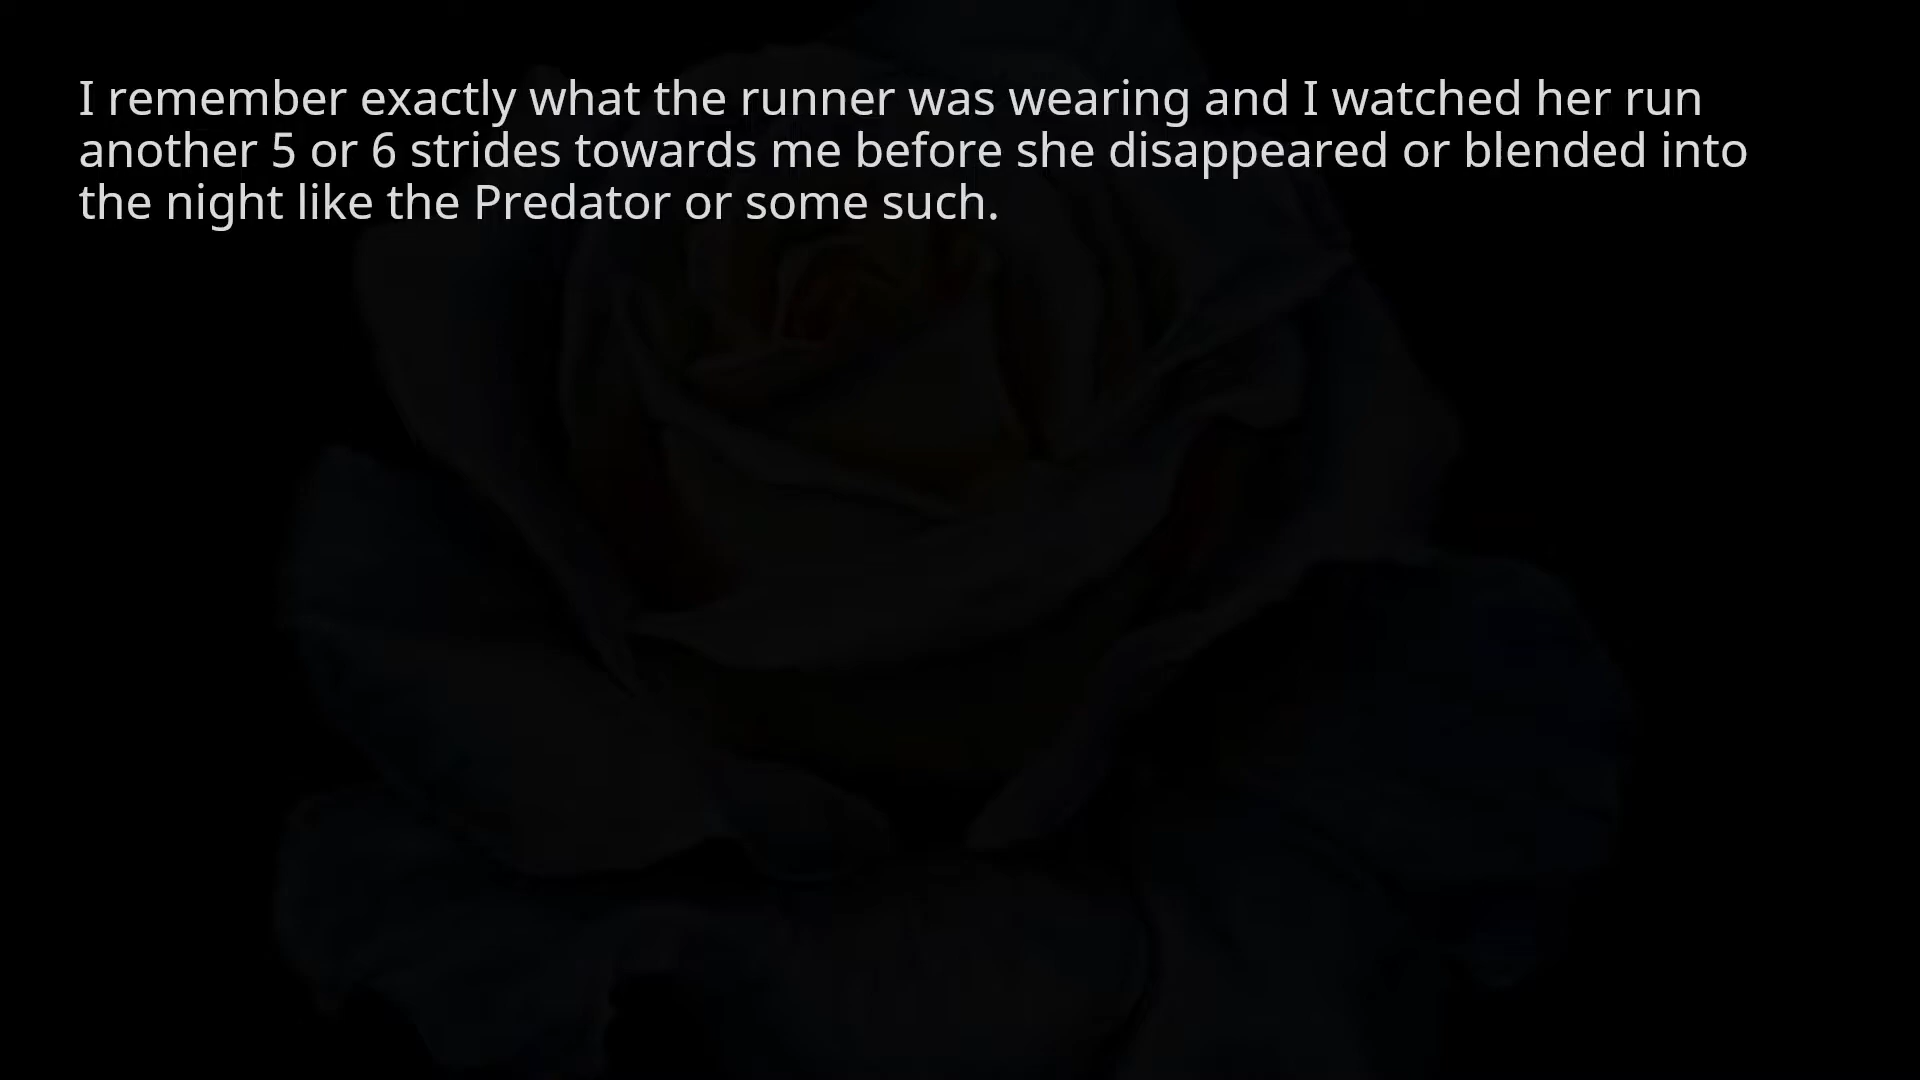 I remember exactly what the runner was wearing and I watched her run
another 5 or 6 strides towards me before she disappeared or blended into
the night like the Predator or some such.